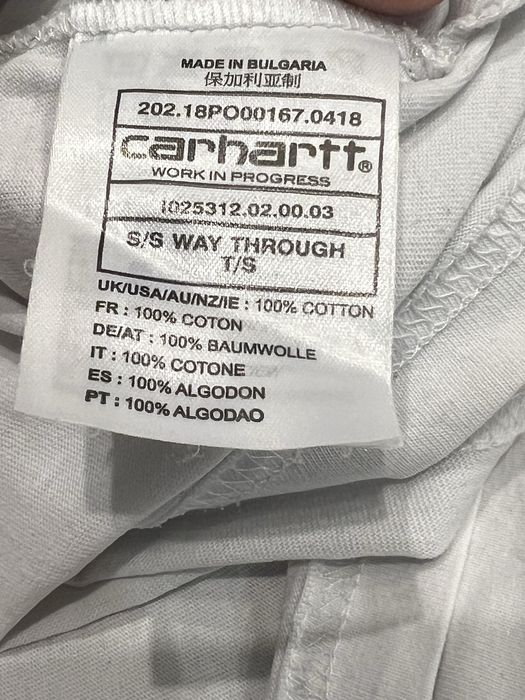 MADE IN BULGARIA
保加利亚制
202.18PO00167.0418
carhartt®
WORK IN PROGRESS
I025312.02.00.03
S/S WAY THROUGH
T/S
UK/USA/AU/NZ/IE : 100% COTTON
FR : 100% COTON
DE/AT : 100% BAUMWOLLE
IT : 100% COTONE
ES : 100% ALGODON
PT : 100% ALGODAO